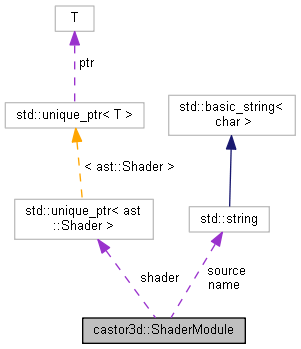 T
ptr
std::unique_ptr< T >
std::basic_string<
char >
< ast::Shader >
std::unique_ptr< ast
::Shader >
std::string
shader
source
name
castor3d::ShaderModule